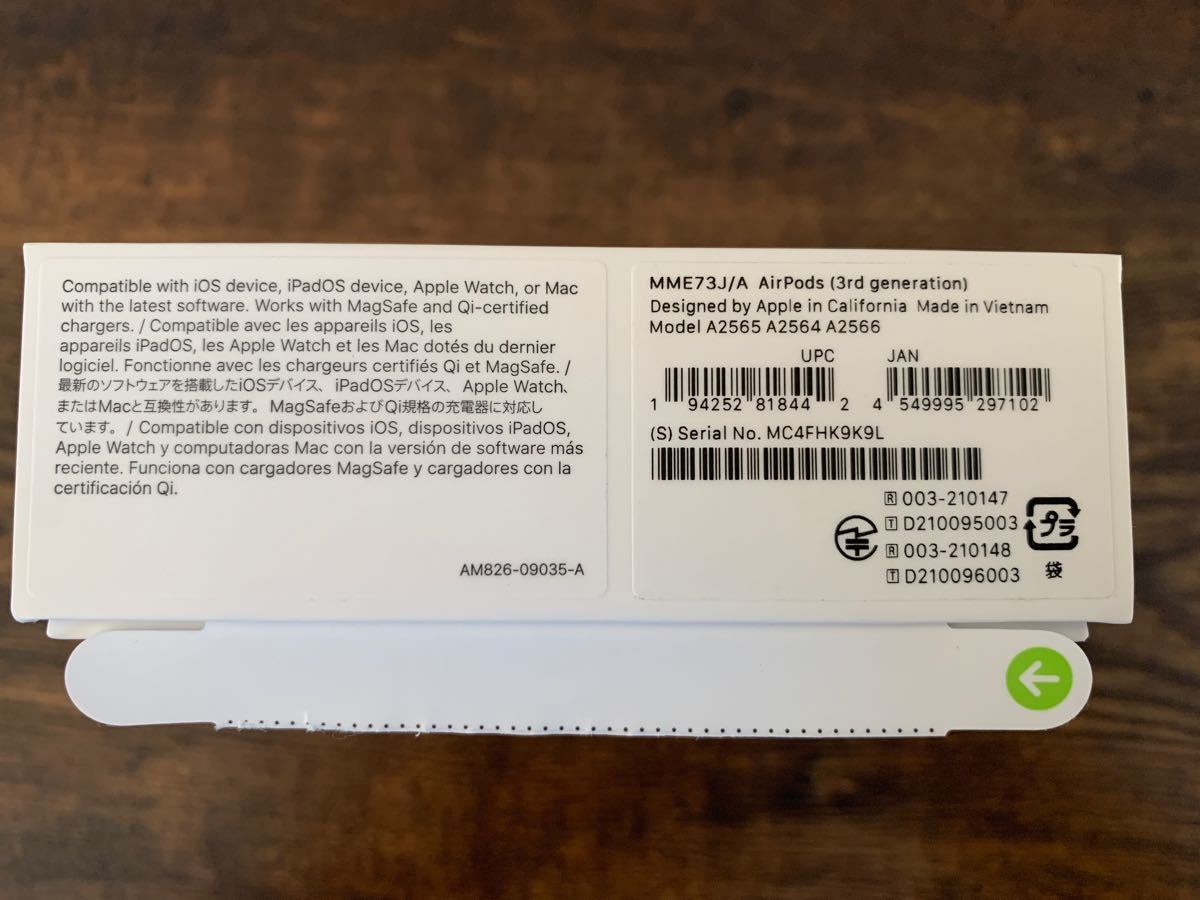 Compatible with iOS device, iPadOS device, Apple Watch, or Mac
with the latest software. Works with MagSafe and Qi-certified
chargers. / Compatible avec les appareils iOS, les
appareils iPadOS, les Apple Watch et les Mac dotés du dernier
logiciel. Fonctionne avec les chargeurs certifiés Qi et MagSafe. /
最新のソフトウェアを搭載したiOSデバイス、iPadOSデバイス、Apple Watch、
またはMacと互換性があります。MagSafeおよびQi規格の充電器に対応し
ています。/ Compatible con dispositivos iOS, dispositivos iPadOS,
Apple Watch y computadoras Mac con la versión de software más
reciente. Funciona con cargadores MagSafe y cargadores con la
certificación Qi.
AM826-09035-A
MME73J/A AirPods (3rd generation)
Designed by Apple in California Made in Vietnam
Model A2565 A2564 A2566
UPC JAN
1 94252 81844 2 4 549995 297102
(S) Serial No. MC4FHK9K9L
R 003-210147
T D210095003
R 003-210148
T D210096003
プラ
袋